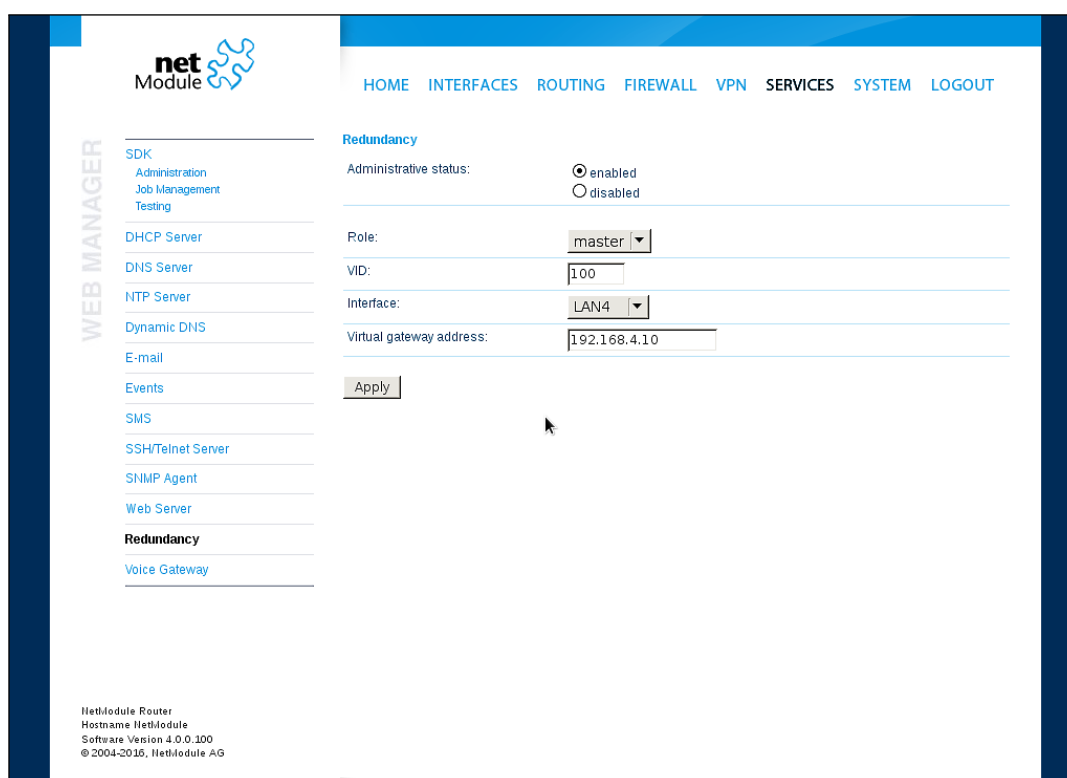 net
Module
HOME INTERFACES ROUTING FIREWALL VPN SERVICES SYSTEM LOGOUT
WEB MANAGER
SDK
Administration
Job Management
Testing
DHCP Server
DNS Server
NTP Server
Dynamic DNS
E-mail
Events
SMS
SSH/Telnet Server
SNMP Agent
Web Server
Redundancy
Voice Gateway
Redundancy
Administrative status:
enabled
disabled
Role: master
VID: 100
Interface: LAN4
Virtual gateway address: 192.168.4.10
Apply
NetModule Router
Hostname NetModule
Software Version 4.0.0.100
© 2004-2016, NetModule AG